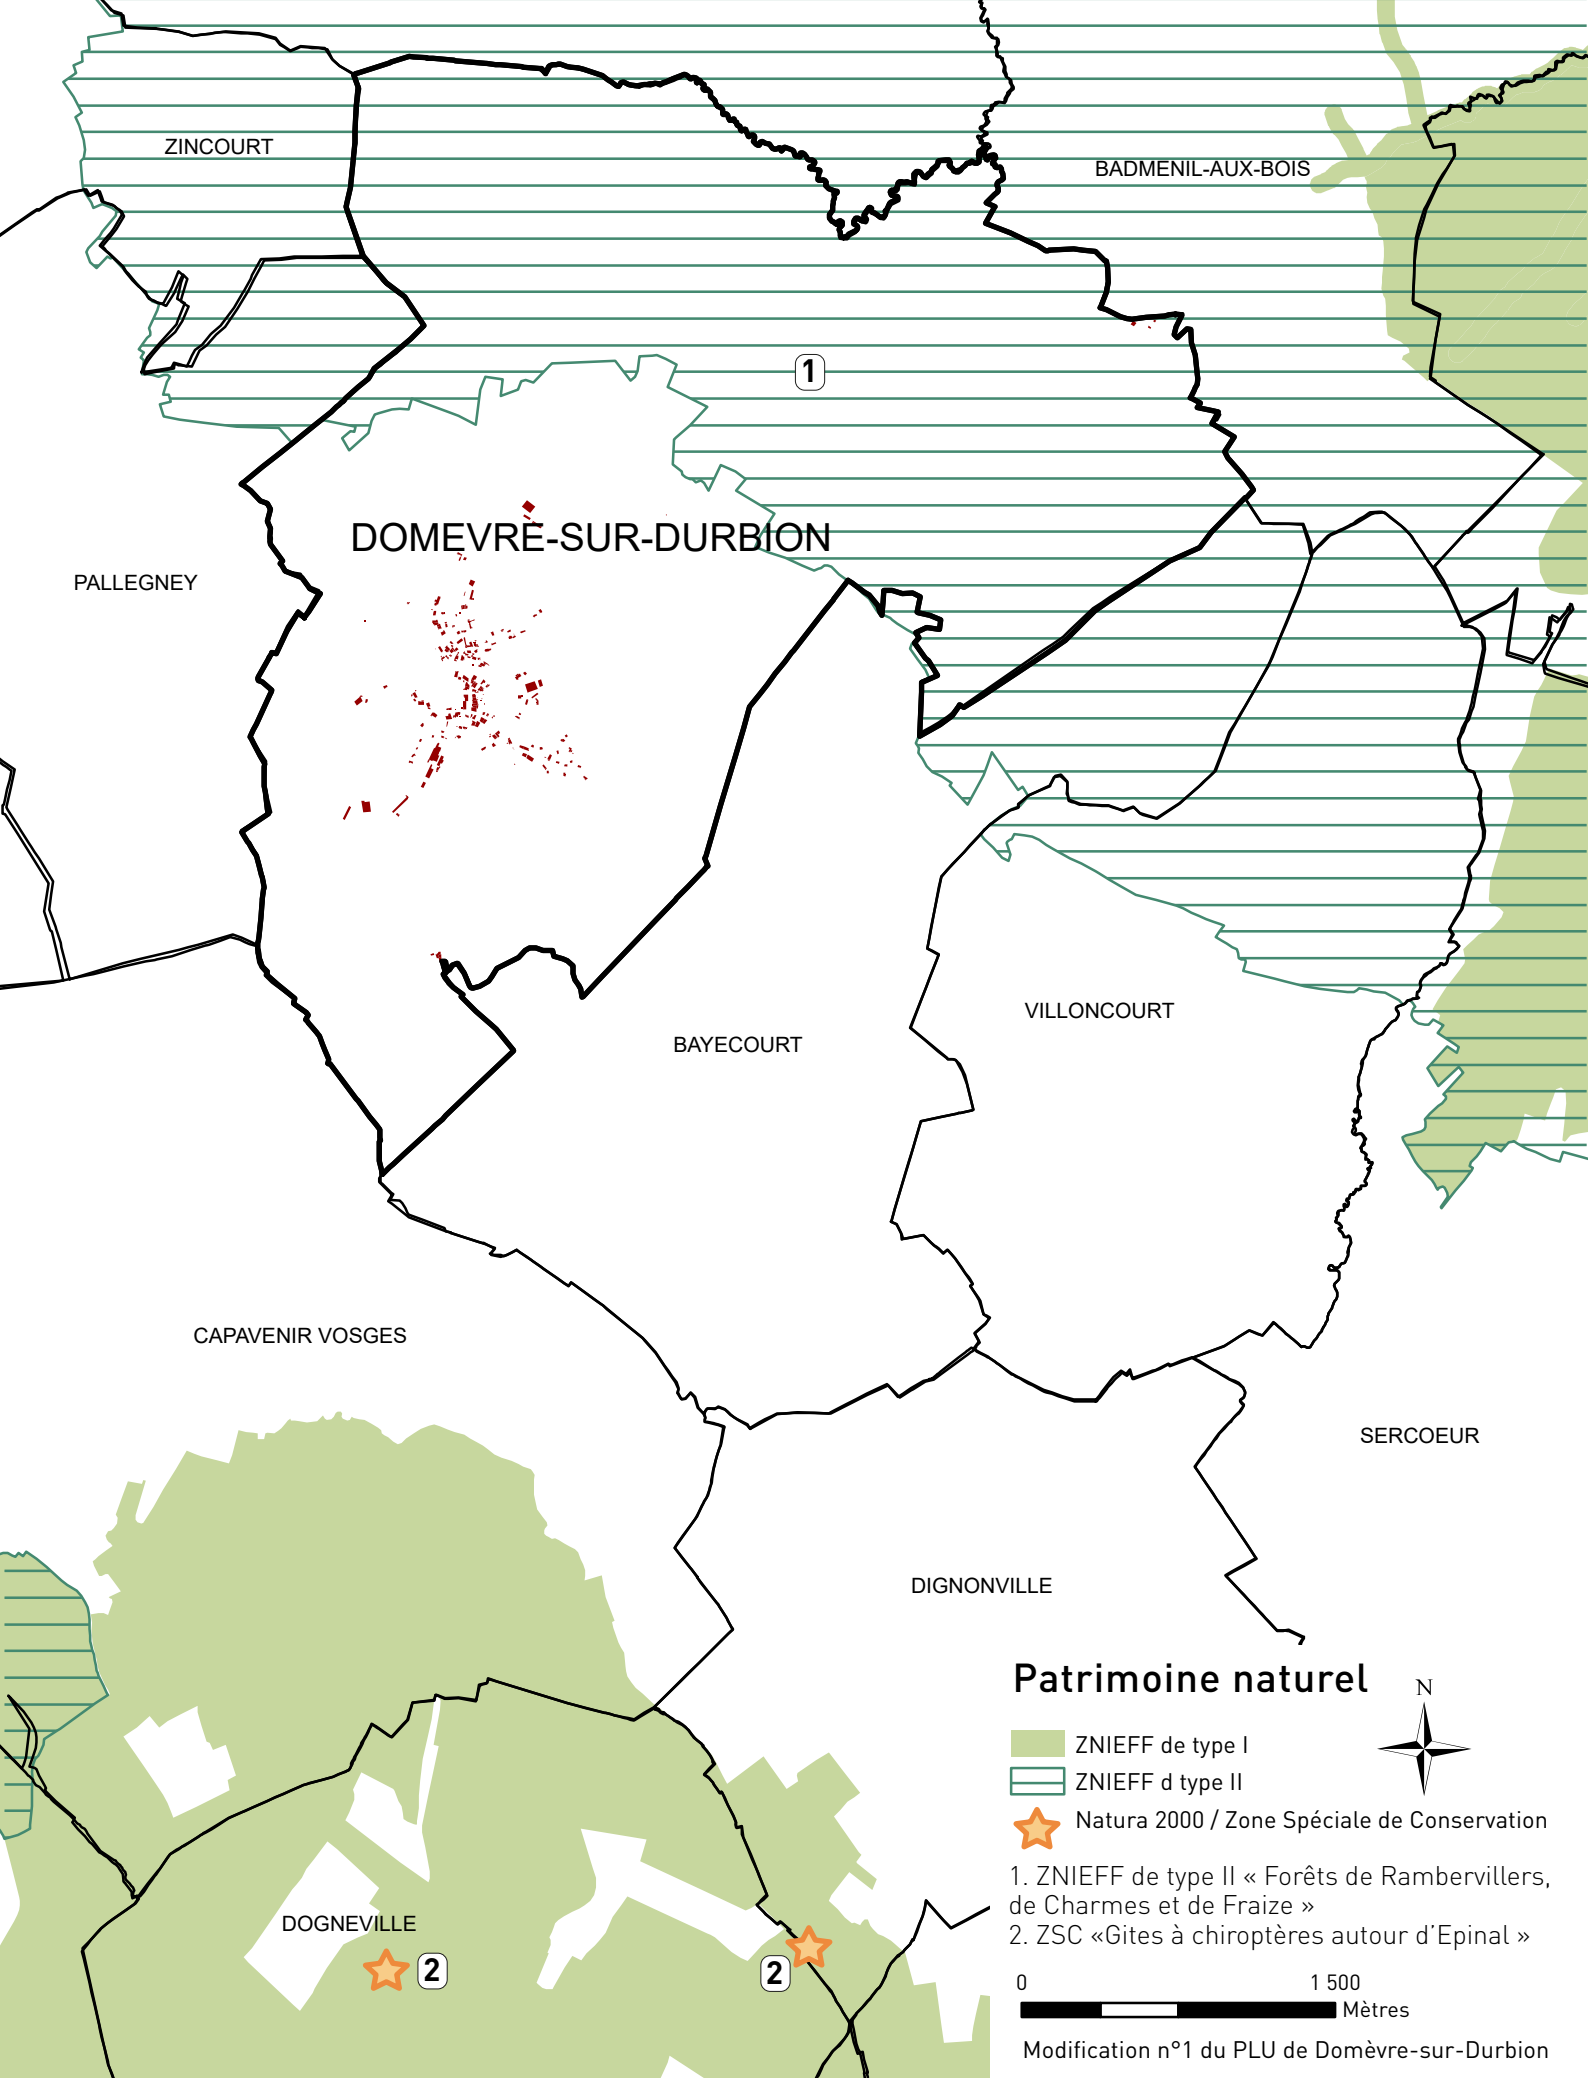 ZINCOURT
BADMENIL-AUX-BOIS
1
DOMEVRE-SUR-DURBION
PALLEGNEY
VILLONCOURT
BAYECOURT
CAPAVENIR VOSGES
SERCOEUR
DIGNONVILLE
DOGNEVILLE
2
2
Patrimoine naturel
N
ZNIEFF de type I
ZNIEFF d type II
Natura 2000 / Zone Spéciale de Conservation
1. ZNIEFF de type II « Forêts de Rambervillers,
de Charmes et de Fraize »
2. ZSC «Gites à chiroptères autour d'Epinal »
0 1 500
Mètres
Modification n°1 du PLU de Domèvre-sur-Durbion